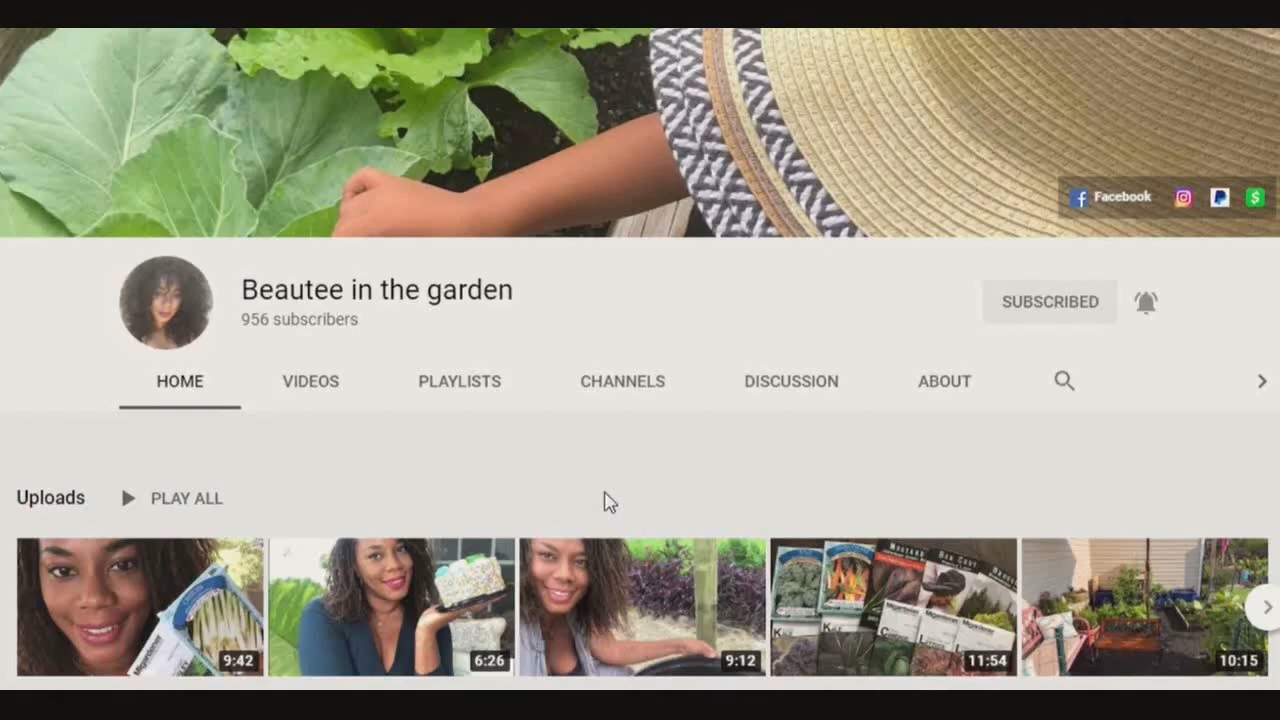 Facebook
Beautee in the garden
956 subscribers
SUBSCRIBED
HOME VIDEOS PLAYLISTS CHANNELS DISCUSSION ABOUT
Uploads PLAY ALL
9:42
6:26
9:12
11:54
10:15